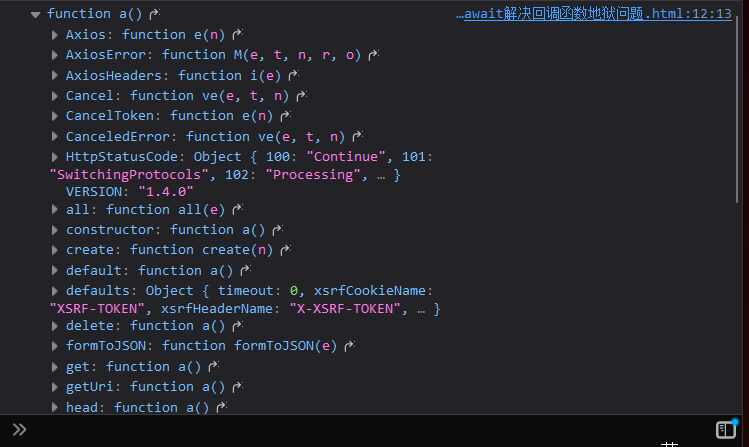 function a() …await解决回调函数地狱问题.html:12:13
Axios: function e(n)
AxiosError: function M(e, t, n, r, o)
AxiosHeaders: function i(e)
Cancel: function ve(e, t, n)
CancelToken: function e(n)
CanceledError: function ve(e, t, n)
HttpStatusCode: Object { 100: "Continue", 101:
"SwitchingProtocols", 102: "Processing", … }
VERSION: "1.4.0"
all: function all(e)
constructor: function a()
create: function create(n)
default: function a()
defaults: Object { timeout: 0, xsrfCookieName:
"XSRF-TOKEN", xsrfHeaderName: "X-XSRF-TOKEN", … }
delete: function a()
formToJSON: function formToJSON(e)
get: function a()
getUri: function a()
head: function a()